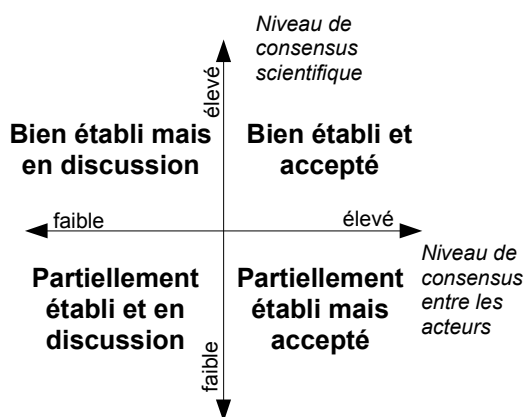 Niveau de
consensus
scientifique
élevé
Bien établi mais
en discussion
Bien établi et
accepté
faible
élevé
Niveau de
consensus
entre les
acteurs
Partiellement
établi et en
discussion
Partiellement
établi mais
accepté
faible